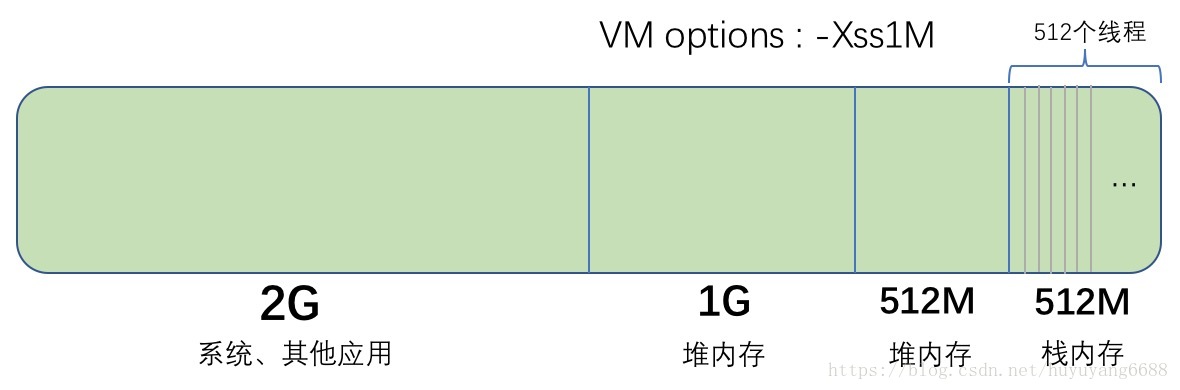 VM options : -Xss1M
512个线程
...
2G
1G
512M
512M
系统、其他应用
堆内存
堆内存
栈内存
https://blog.csdn.net/huyuyang6688